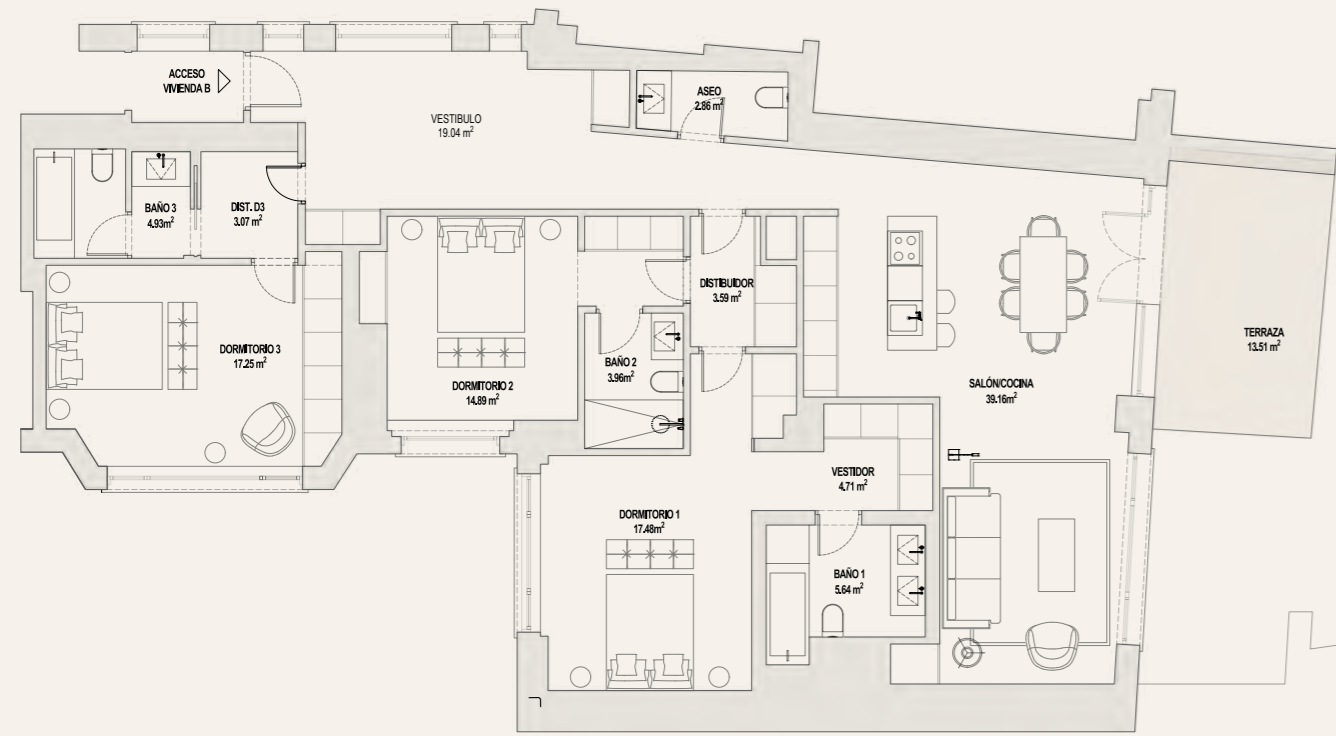 ACCESO
VIVIENDA B
VESTIBULO
19.04 m²
ASEO
2.86 m²
BAÑO 3
4.93m²
DIST. D3
3.07 m²
DISTIBUIDOR
3.59 m²
TERRAZA
13.51 m²
DORMITORIO 3
17.25 m²
DORMITORIO 2
14.89 m²
BAÑO 2
3.96m²
SALÓN/COCINA
39.16m²
VESTIDOR
4.71 m²
DORMITORIO 1
17.48m²
BAÑO 1
5.64 m²